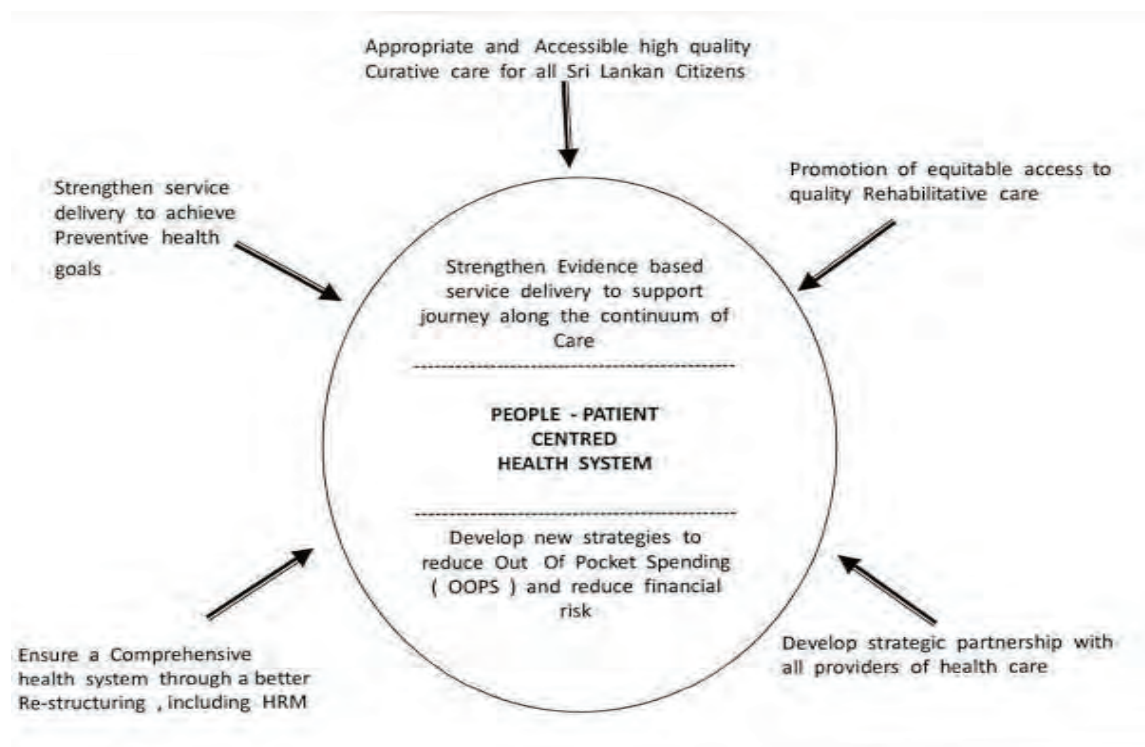 Appropriate and Accessible high quality
Curative care for all Sri Lankan Citizens
Promotion of equitable access to
quality Rehabilitative care
Strengthen service
delivery to achieve
Preventive health
goals
Strengthen Evidence based
service delivery to support
journey along the continuum of
Care
PEOPLE - PATIENT
CENTRED
HEALTH SYSTEM
Develop new strategies to
reduce Out Of Pocket Spending
( OOPS ) and reduce financial
risk
Ensure a Comprehensive
health system through a better
Re-structuring , including HRM
Develop strategic partnership with
all providers of health care